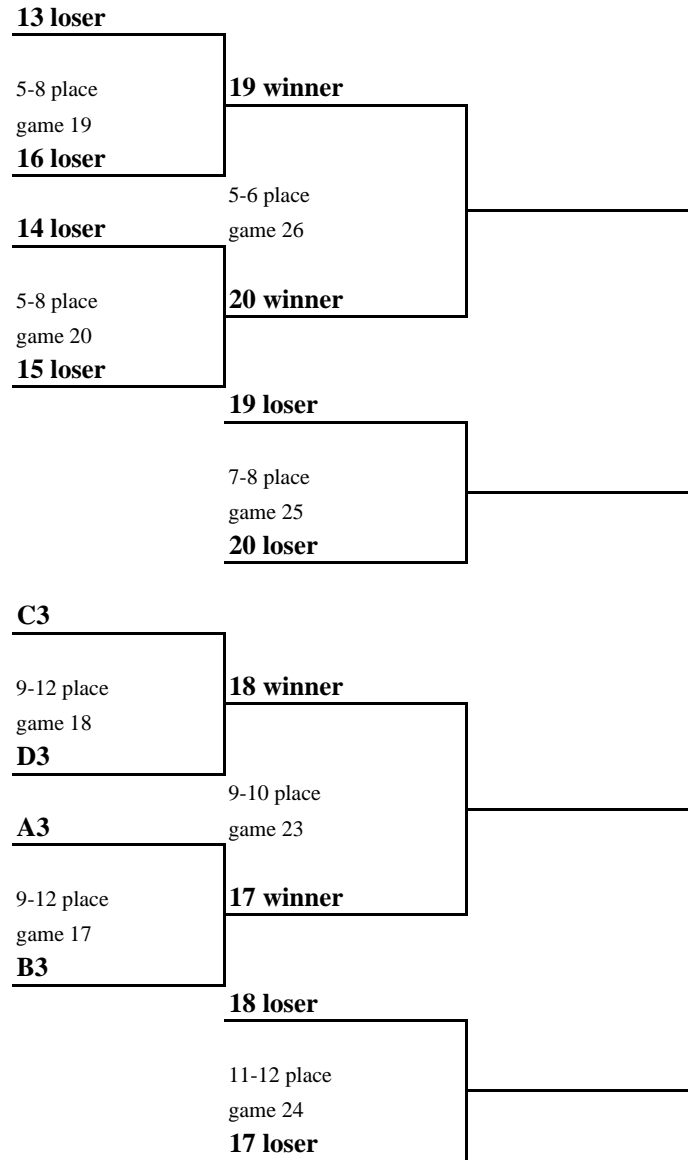 13 loser
5-8 place
game 19
16 loser
19 winner
5-6 place
game 26
14 loser
5-8 place
game 20
15 loser
20 winner
19 loser
7-8 place
game 25
20 loser
C3
9-12 place
game 18
D3
18 winner
9-10 place
game 23
A3
9-12 place
game 17
B3
17 winner
18 loser
11-12 place
game 24
17 loser